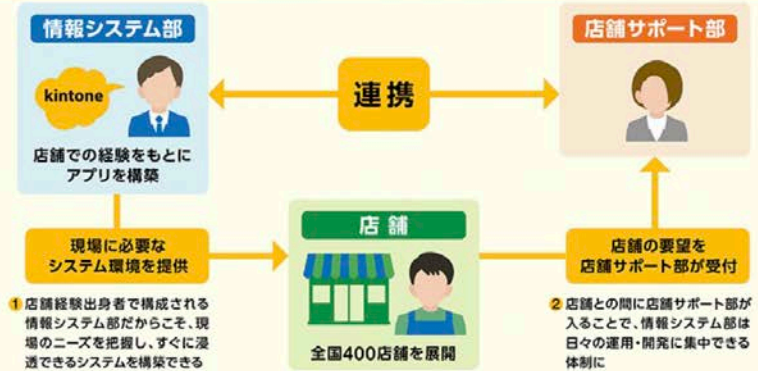 情報システム部
kintone
店舗での経験をもとに
アプリを構築
連携
店舗サポート部
現場に必要な
システム環境を提供
店舗
全国400店舗を展開
店舗の要望を
店舗サポート部が受付
1 店舗経験出身者で構成される
情報システム部だからこそ、現
場のニーズを把握し、すぐに浸
透できるシステムを構築できる
2 店舗との間に店舗サポート部が
入ることで、情報システム部は
日々の運用・開発に集中できる
体制に